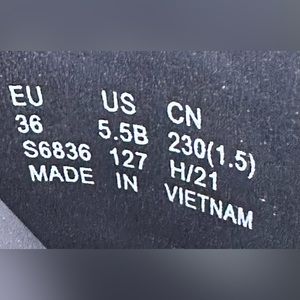 EU US CN
36 5.5B 230(1.5)
S6836 127 H/21
MADE IN VIETNAM